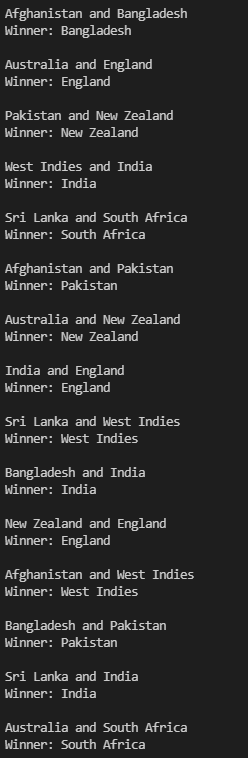 Afghanistan and Bangladesh
Winner: Bangladesh
Australia and England
Winner: England
Pakistan and New Zealand
Winner: New Zealand
West Indies and India
Winner: India
Sri Lanka and South Africa
Winner: South Africa
Afghanistan and Pakistan
Winner: Pakistan
Australia and New Zealand
Winner: New Zealand
India and England
Winner: England
Sri Lanka and West Indies
Winner: West Indies
Bangladesh and India
Winner: India
New Zealand and England
Winner: England
Afghanistan and West Indies
Winner: West Indies
Bangladesh and Pakistan
Winner: Pakistan
Sri Lanka and India
Winner: India
Australia and South Africa
Winner: South Africa